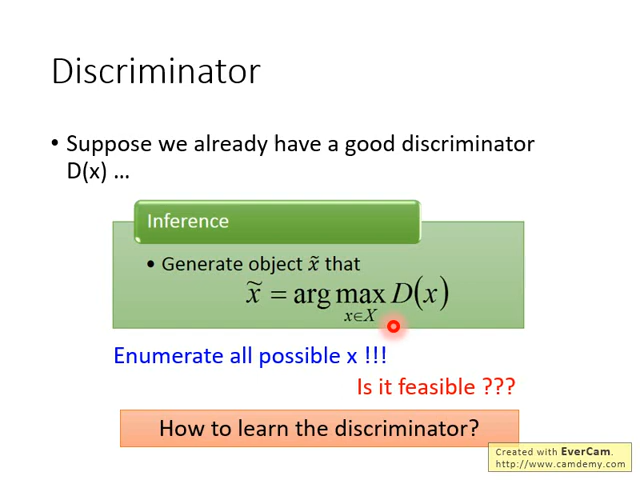 Discriminator
• Suppose we already have a good discriminator
D(x) …
Inference
• Generate object x̃ that
x̃ = arg max D(x)
x∈X
Enumerate all possible x !!!
Is it feasible ???
How to learn the discriminator?
Created with EverCam.
http://www.camdemy.com